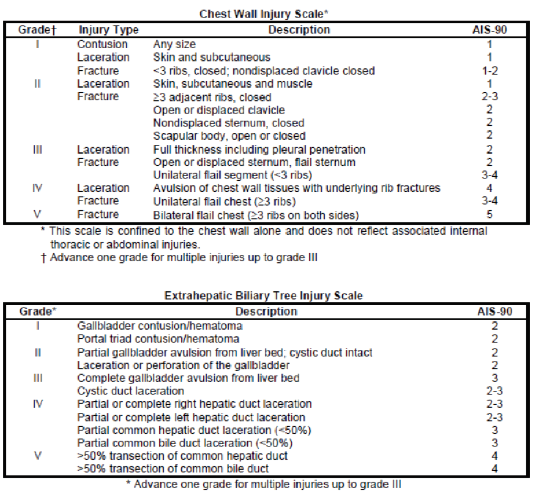 Chest Wall Injury Scale*
Grade† Injury Type Description AIS-90
I Contusion Any size 1
Laceration Skin and subcutaneous 1
Fracture <3 ribs, closed; nondisplaced clavicle closed 1-2
II Laceration Skin, subcutaneous and muscle 1
Fracture ≥3 adjacent ribs, closed 2-3
Open or displaced clavicle 2
Nondisplaced sternum, closed 2
Scapular body, open or closed 2
III Laceration Full thickness including pleural penetration 2
Fracture Open or displaced sternum, flail sternum 2
Unilateral flail segment (<3 ribs) 3-4
IV Laceration Avulsion of chest wall tissues with underlying rib fractures 4
Fracture Unilateral flail chest (≥3 ribs) 3-4
V Fracture Bilateral flail chest (≥3 ribs on both sides) 5
* This scale is confined to the chest wall alone and does not reflect associated internal
thoracic or abdominal injuries.
† Advance one grade for multiple injuries up to grade III
Extrahepatic Biliary Tree Injury Scale
Grade* Description AIS-90
I Gallbladder contusion/hematoma 2
Portal triad contusion/hematoma 2
II Partial gallbladder avulsion from liver bed; cystic duct intact 2
Laceration or perforation of the gallbladder 2
III Complete gallbladder avulsion from liver bed 3
Cystic duct laceration 2-3
IV Partial or complete right hepatic duct laceration 2-3
Partial or complete left hepatic duct laceration 2-3
Partial common hepatic duct laceration (<50%) 3
Partial common bile duct laceration (<50%) 3
V >50% transection of common hepatic duct 4
>50% transection of common bile duct 4
* Advance one grade for multiple injuries up to grade III